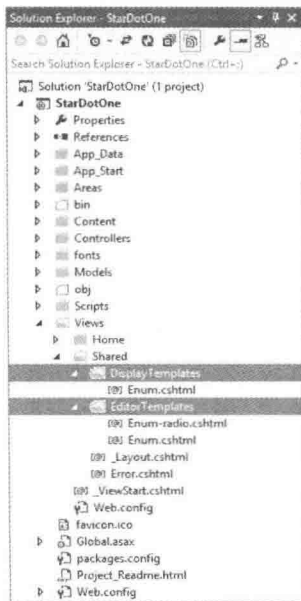 Solution Explorer - StarDotOne
Search Solution Explorer - StarDotOne (Ctrl+;)
Solution 'StarDotOne' (1 project)
StarDotOne
Properties
References
App_Data
App_Start
Areas
bin
Content
Controllers
fonts
Models
obj
Scripts
Views
Home
Shared
DisplayTemplates
Enum.cshtml
EditorTemplates
Enum-radio.cshtml
Enum.cshtml
_Layout.cshtml
Error.cshtml
_ViewStart.cshtml
Web.config
favicon.ico
Global.asax
packages.config
Project_Readme.html
Web.config